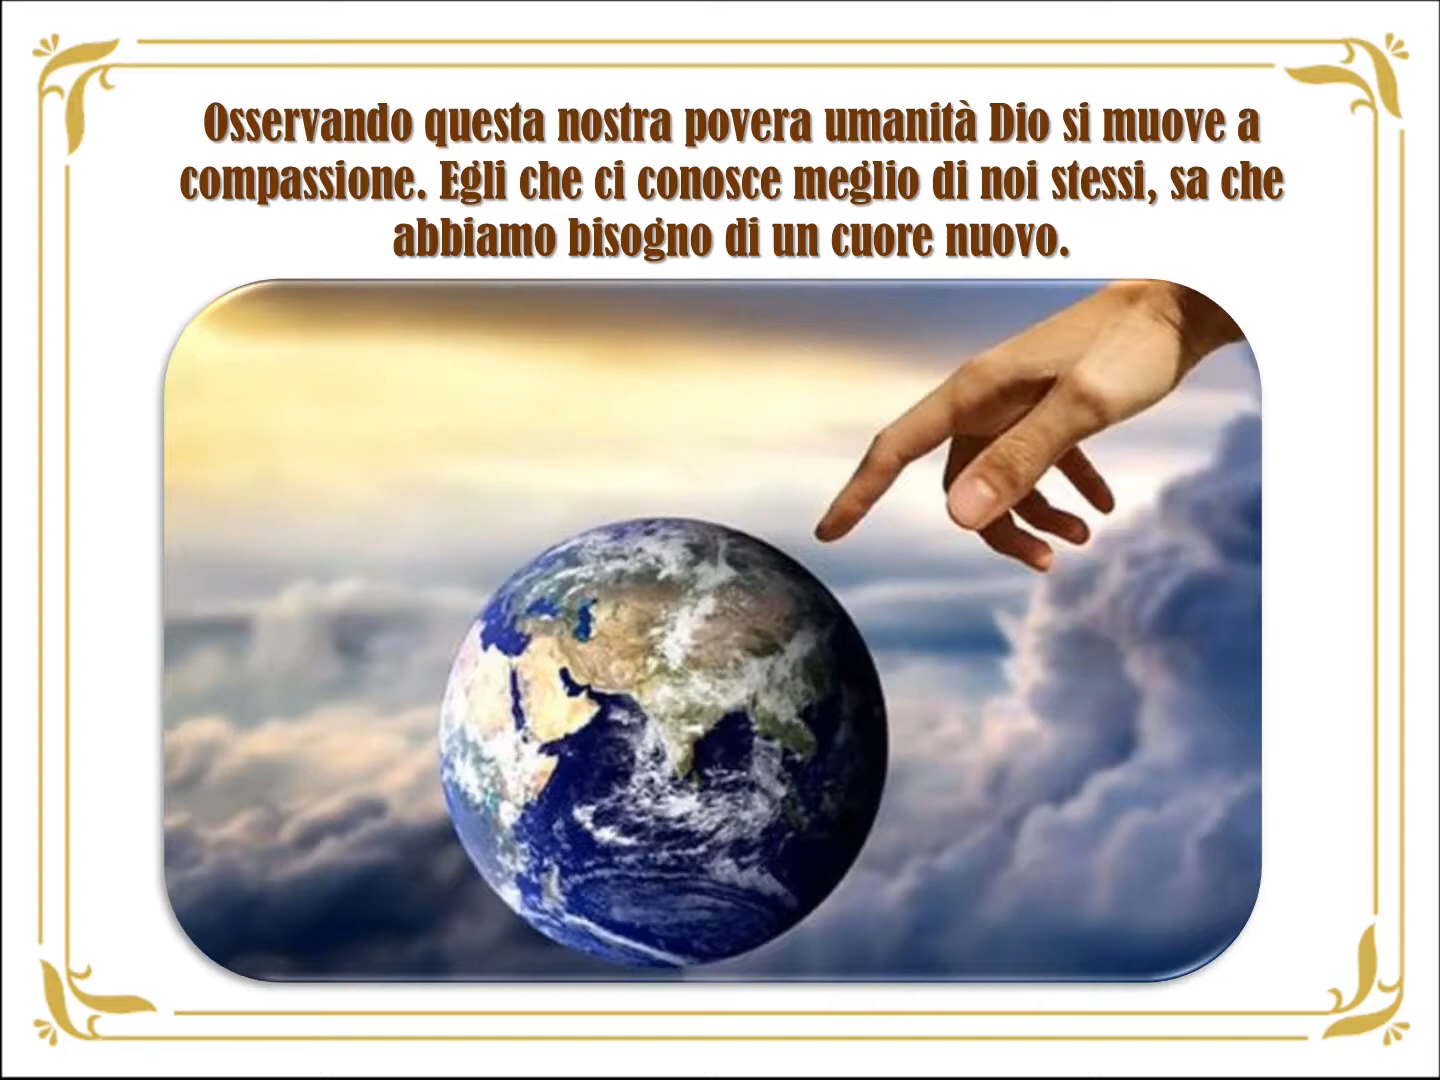 Osservando questa nostra povera umanità Dio si muove a
compassione. Egli che ci conosce meglio di noi stessi, sa che
abbiamo bisogno di un cuore nuovo.